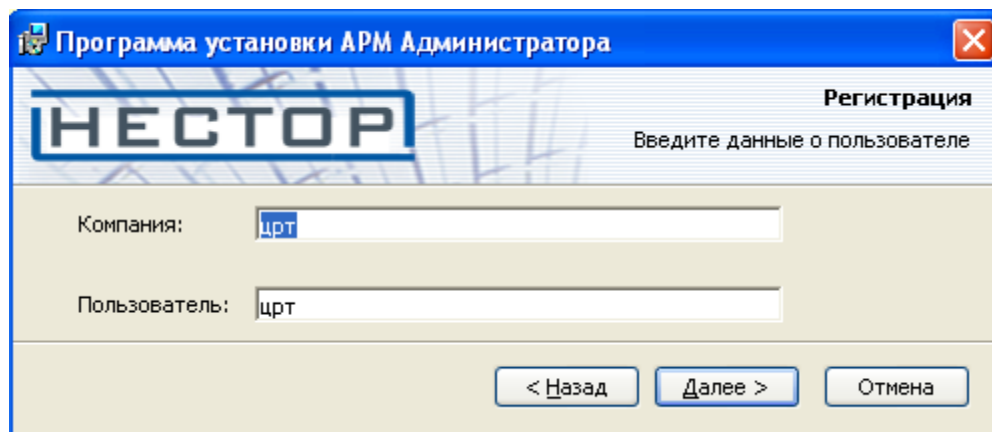 Программа установки АРМ Администратора
НЕСТОР
Регистрация
Введите данные о пользователе
Компания: црт
Пользователь: црт
< Назад Далее > Отмена